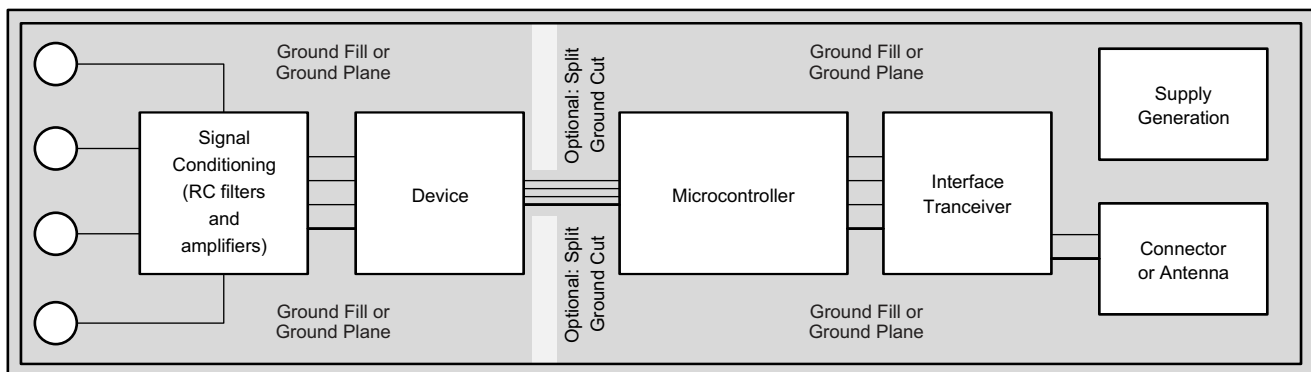 Ground Fill or
Ground Plane
Optional: Split
Ground Cut
Ground Fill or
Ground Plane
Supply
Generation
Signal
Conditioning
(RC filters
and
amplifiers)
Device
Microcontroller
Interface
Tranceiver
Connector
or Antenna
Ground Fill or
Ground Plane
Optional: Split
Ground Cut
Ground Fill or
Ground Plane